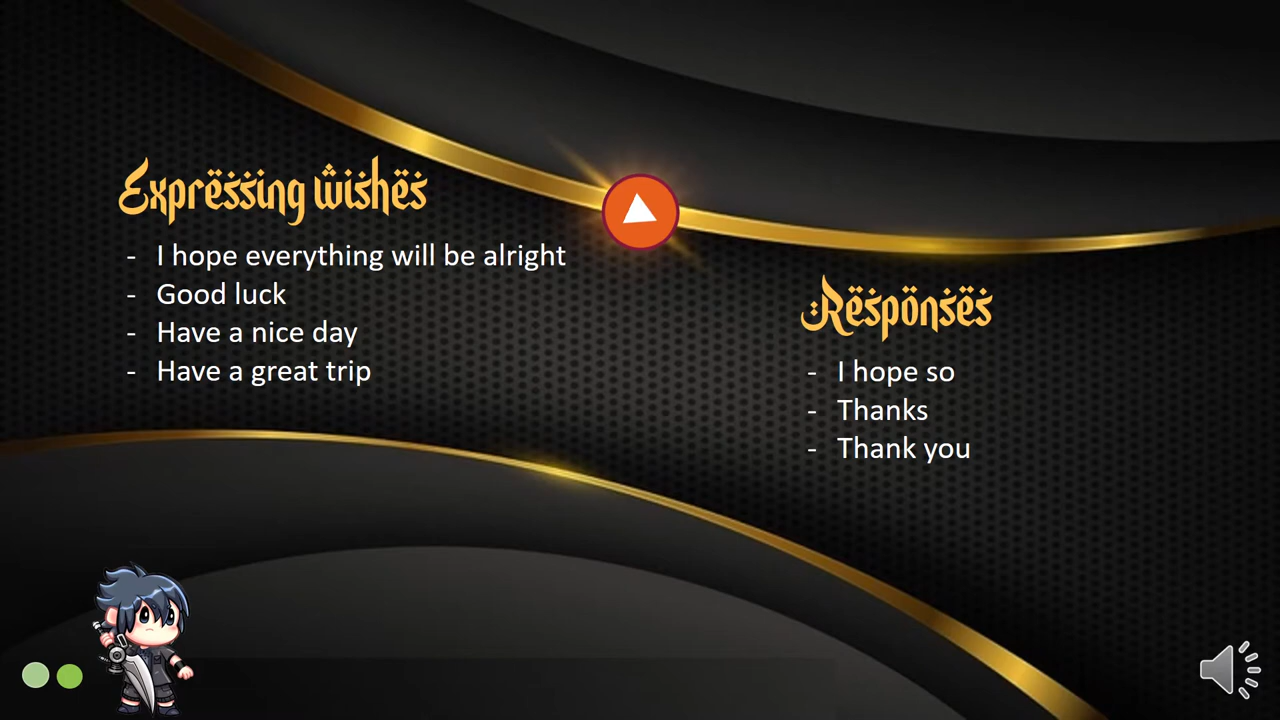 Expressing wishes
- I hope everything will be alright
- Good luck
- Have a nice day
- Have a great trip
Responses
- I hope so
- Thanks
- Thank you